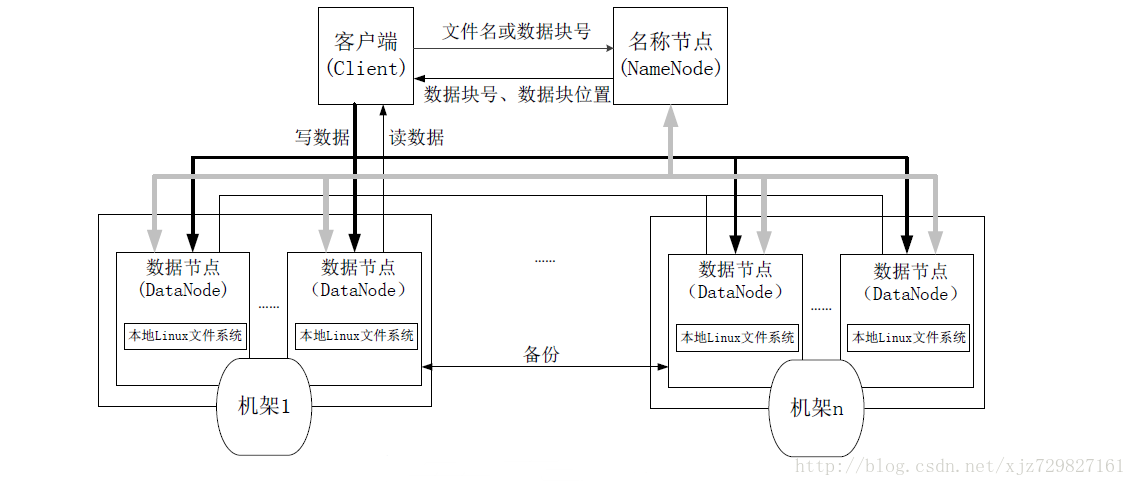 客户端
(Client)
文件名或数据块号
名称节点
(NameNode)
数据块号、数据块位置
写数据
读数据
数据节点
(DataNode)
……
本地Linux文件系统
数据节点
（DataNode）
本地Linux文件系统
机架1
……
备份
数据节点
（DataNode）
……
本地Linux文件系统
数据节点
（DataNode）
本地Linux文件系统
机架n
http://blog.csdn.net/xjz729827161